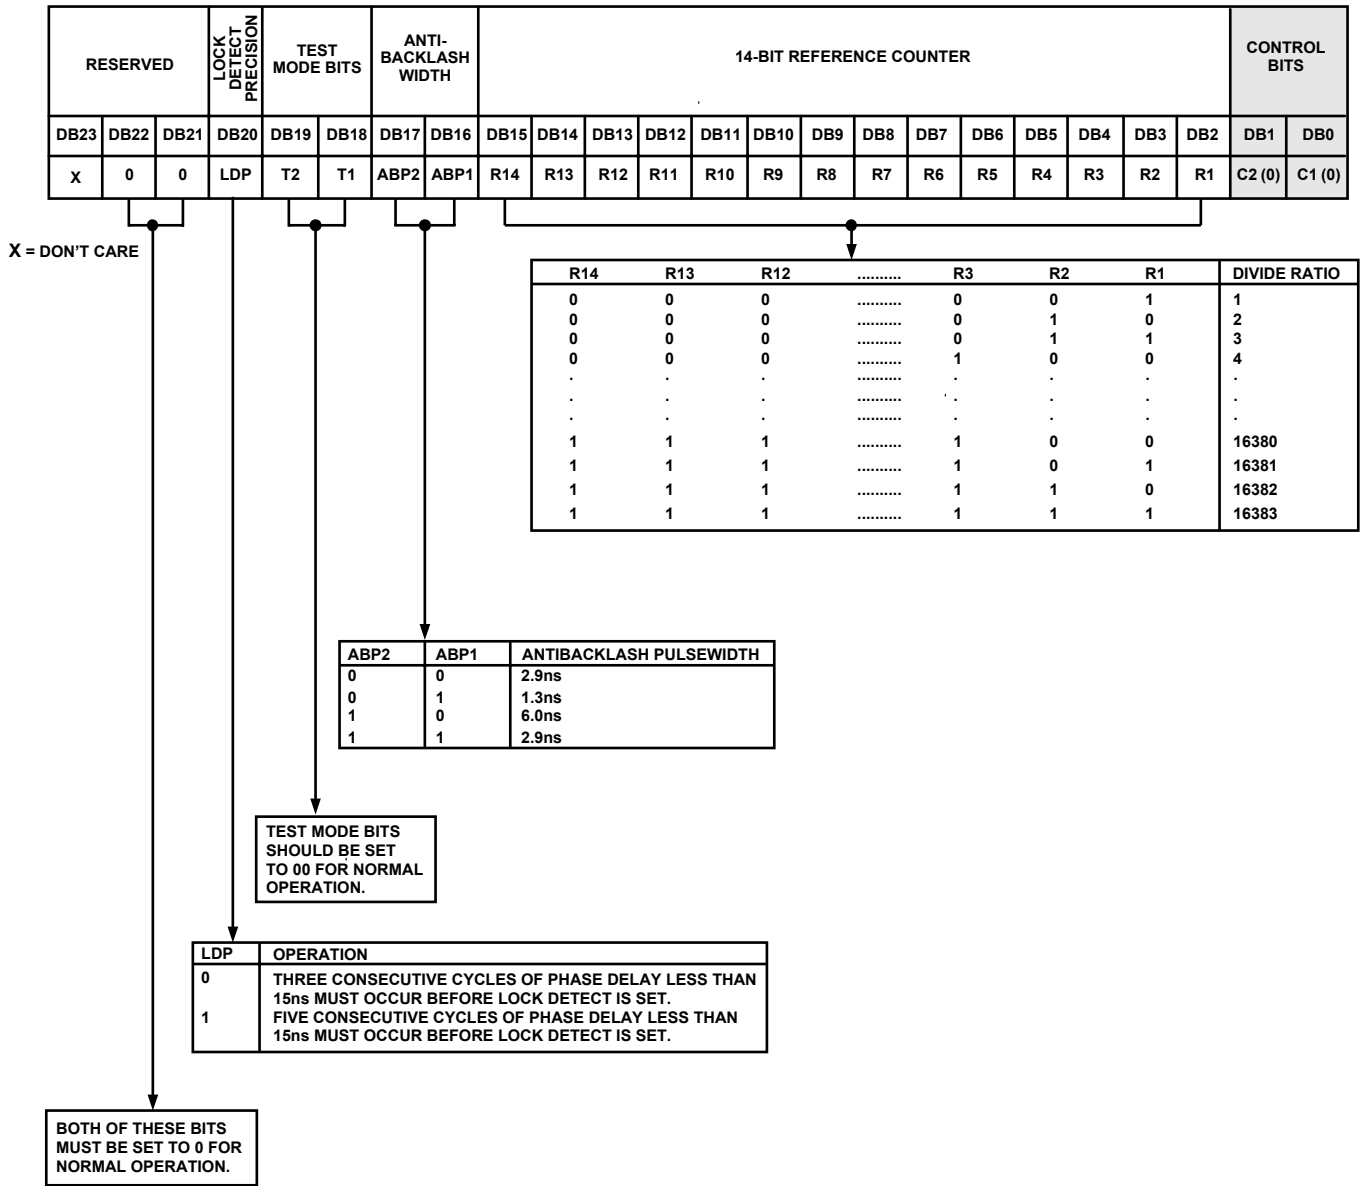 RESERVED
LOCK
DETECT
PRECISION
TEST
MODE BITS
ANTI-
BACKLASH
WIDTH
14-BIT REFERENCE COUNTER
CONTROL
BITS
DB23 DB22 DB21 DB20 DB19 DB18 DB17 DB16 DB15 DB14 DB13 DB12 DB11 DB10 DB9 DB8 DB7 DB6 DB5 DB4 DB3 DB2 DB1 DB0
X 0 0 LDP T2 T1 ABP2 ABP1 R14 R13 R12 R11 R10 R9 R8 R7 R6 R5 R4 R3 R2 R1 C2 (0) C1 (0)
X = DON'T CARE
R14 R13 R12 .......... R3 R2 R1 DIVIDE RATIO
0 0 0 .......... 0 0 1 1
0 0 0 .......... 0 1 0 2
0 0 0 .......... 0 1 1 3
0 0 0 .......... 1 0 0 4
. . . .......... . . . .
. . . .......... . . . .
. . . .......... . . . .
1 1 1 .......... 1 0 0 16380
1 1 1 .......... 1 0 1 16381
1 1 1 .......... 1 1 0 16382
1 1 1 .......... 1 1 1 16383
ABP2 ABP1 ANTIBACKLASH PULSEWIDTH
0 0 2.9ns
0 1 1.3ns
1 0 6.0ns
1 1 2.9ns
TEST MODE BITS
SHOULD BE SET
TO 00 FOR NORMAL
OPERATION.
LDP OPERATION
0 THREE CONSECUTIVE CYCLES OF PHASE DELAY LESS THAN
15ns MUST OCCUR BEFORE LOCK DETECT IS SET.
1 FIVE CONSECUTIVE CYCLES OF PHASE DELAY LESS THAN
15ns MUST OCCUR BEFORE LOCK DETECT IS SET.
BOTH OF THESE BITS
MUST BE SET TO 0 FOR
NORMAL OPERATION.